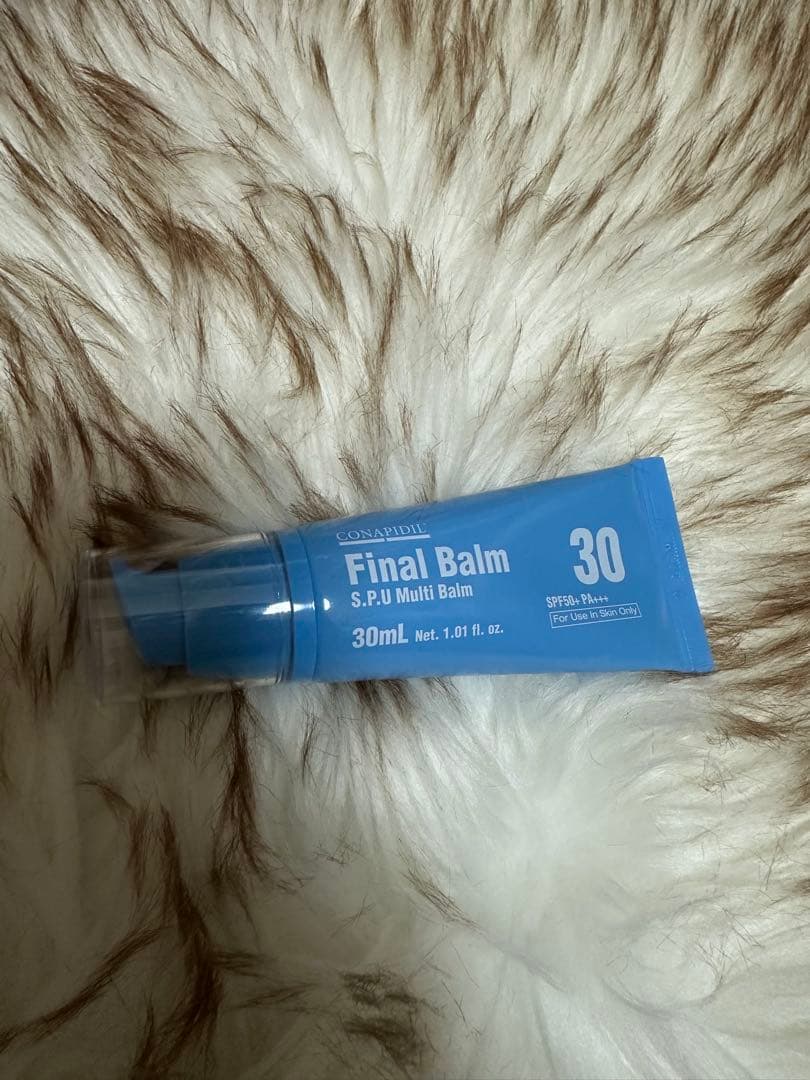 CONAPIDIL
Final Balm
S.P.U Multi Balm
30mL Net. 1.01 fl. oz.
30
SPF50+ PA+++
For Use In Skin Only